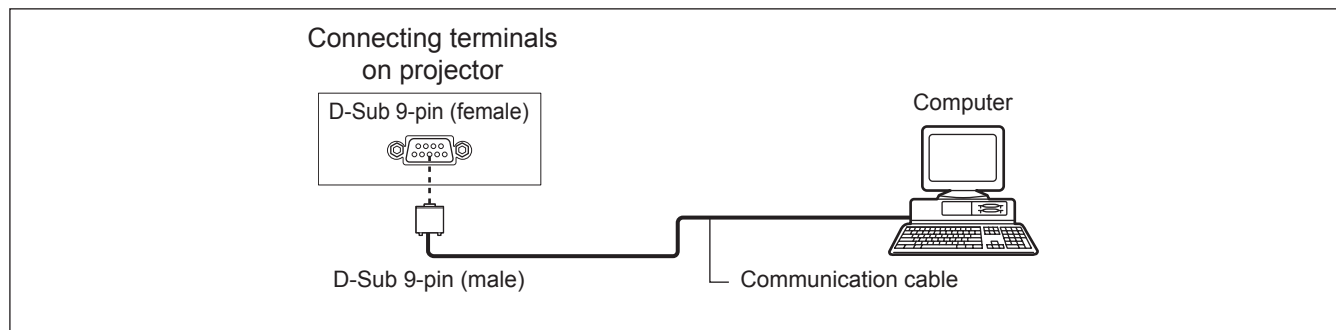 Connecting terminals
on projector
D-Sub 9-pin (female)
Computer
D-Sub 9-pin (male)
Communication cable